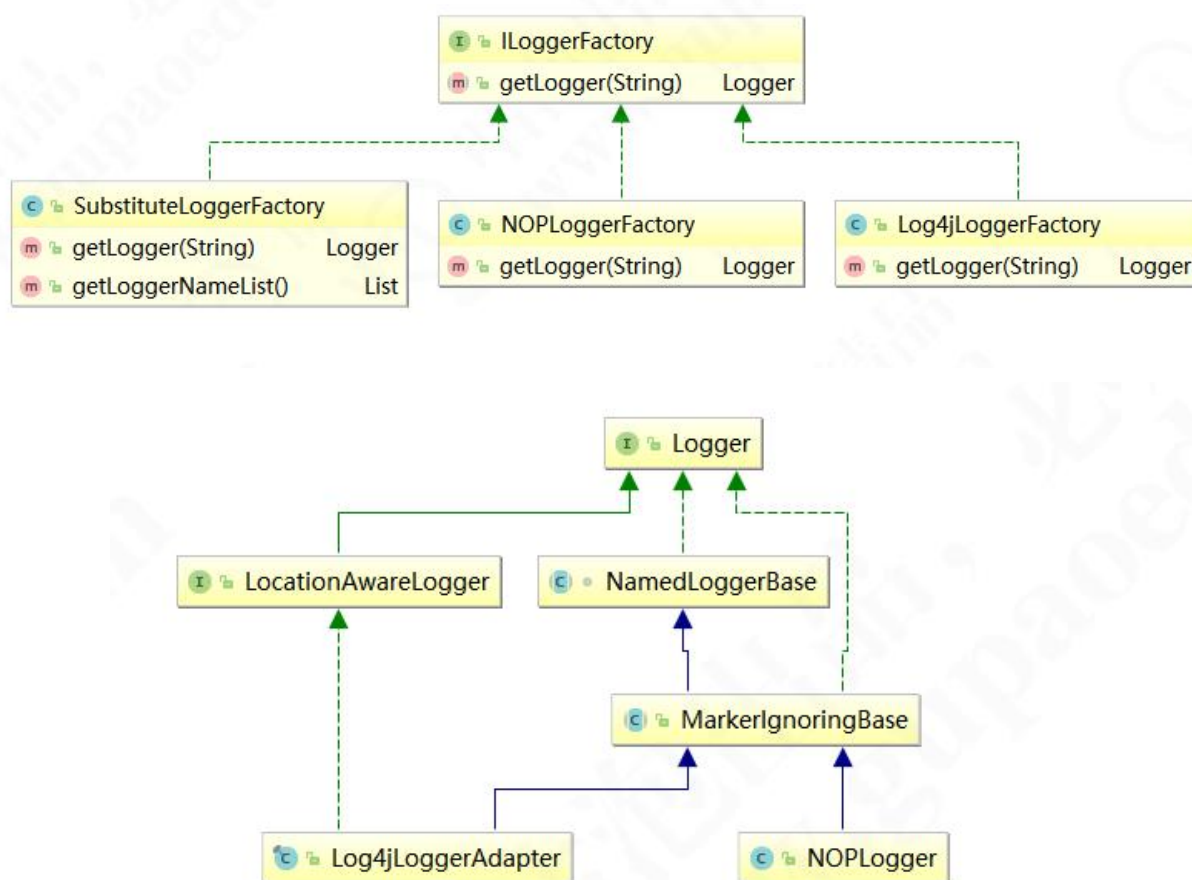 ILoggerFactory
getLogger(String) Logger
SubstituteLoggerFactory
getLogger(String) Logger
getLoggerNameList() List
NOPLoggerFactory
getLogger(String) Logger
Log4jLoggerFactory
getLogger(String) Logger
Logger
LocationAwareLogger
NamedLoggerBase
MarkerIgnoringBase
Log4jLoggerAdapter
NOPLogger